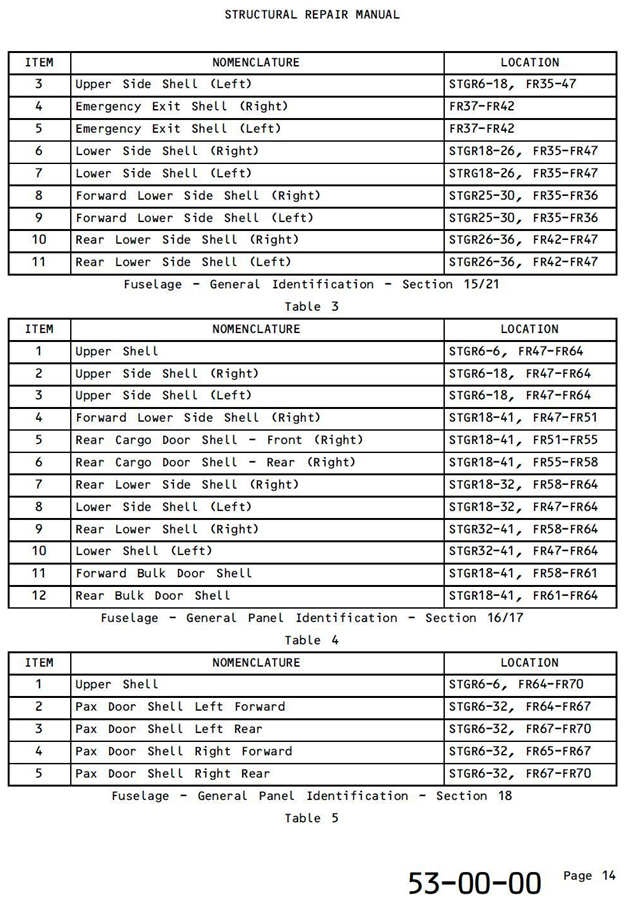 STRUCTURAL REPAIR MANUAL
ITEM NOMENCLATURE LOCATION
3 Upper Side Shell (Left) STGR6-18, FR35-47
4 Emergency Exit Shell (Right) FR37-FR42
5 Emergency Exit Shell (Left) FR37-FR42
6 Lower Side Shell (Right) STGR18-26, FR35-FR47
7 Lower Side Shell (Left) STRG18-26, FR35-FR47
8 Forward Lower Side Shell (Right) STGR25-30, FR35-FR36
9 Forward Lower Side Shell (Left) STGR25-30, FR35-FR36
10 Rear Lower Side Shell (Right) STGR26-36, FR42-FR47
11 Rear Lower Side Shell (Left) STGR26-36, FR42-FR47
Fuselage - General Identification - Section 15/21
Table 3
ITEM NOMENCLATURE LOCATION
1 Upper Shell STGR6-6, FR47-FR64
2 Upper Side Shell (Right) STGR6-18, FR47-FR64
3 Upper Side Shell (Left) STGR6-18, FR47-FR64
4 Forward Lower Side Shell (Right) STGR18-41, FR47-FR51
5 Rear Cargo Door Shell - Front (Right) STGR18-41, FR51-FR55
6 Rear Cargo Door Shell - Rear (Right) STGR18-41, FR55-FR58
7 Rear Lower Side Shell (Right) STGR18-32, FR58-FR64
8 Lower Side Shell (Left) STGR18-32, FR47-FR64
9 Rear Lower Shell (Right) STGR32-41, FR58-FR64
10 Lower Shell (Left) STGR32-41, FR47-FR64
11 Forward Bulk Door Shell STGR18-41, FR58-FR61
12 Rear Bulk Door Shell STGR18-41, FR61-FR64
Fuselage - General Panel Identification - Section 16/17
Table 4
ITEM NOMENCLATURE LOCATION
1 Upper Shell STGR6-6, FR64-FR70
2 Pax Door Shell Left Forward STGR6-32, FR64-FR67
3 Pax Door Shell Left Rear STGR6-32, FR67-FR70
4 Pax Door Shell Right Forward STGR6-32, FR65-FR67
5 Pax Door Shell Right Rear STGR6-32, FR67-FR70
Fuselage - General Panel Identification - Section 18
Table 5
53-00-00 Page 14